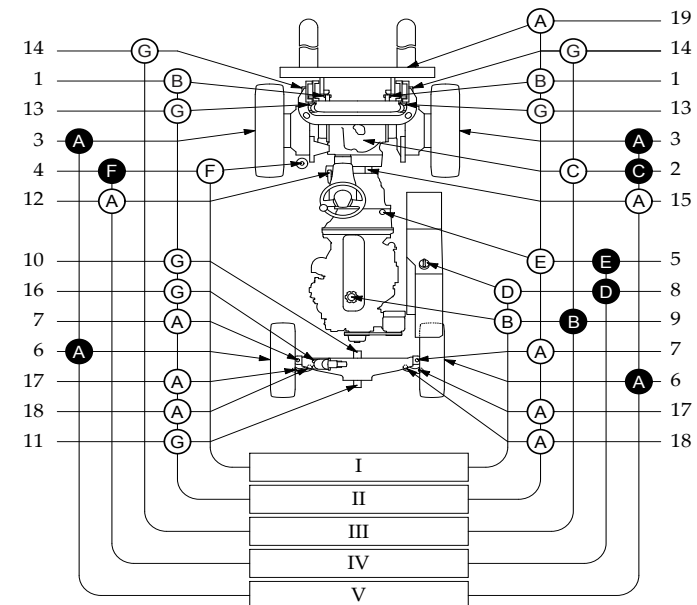 A 19
14 G G 14
1 B B 1
13 G G 13
3 A A 3
4 F F C C 2
12 A A 15
10 G E E 5
16 G D D 8
7 A B B 9
6 A A 7
17 A A 6
18 A A 17
11 G A 18
I
II
III
IV
V